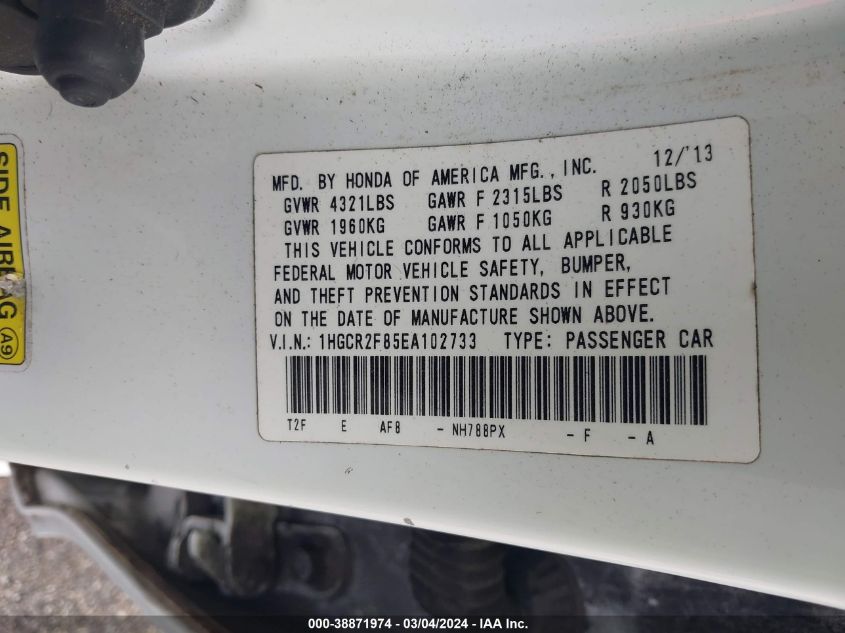 SIDE AIRBAG A9
MFD. BY HONDA OF AMERICA MFG., INC. 12/'13
GVWR 4321LBS GAWR F 2315LBS R 2050LBS
GVWR 1960KG GAWR F 1050KG R 930KG
THIS VEHICLE CONFORMS TO ALL APPLICABLE
FEDERAL MOTOR VEHICLE SAFETY, BUMPER,
AND THEFT PREVENTION STANDARDS IN EFFECT
ON THE DATE OF MANUFACTURE SHOWN ABOVE.
V.I.N.: 1HGCR2F85EA102733 TYPE: PASSENGER CAR
T2F E AF8 - NH788PX - F - A
000-38871974 - 03/04/2024 - IAA Inc.